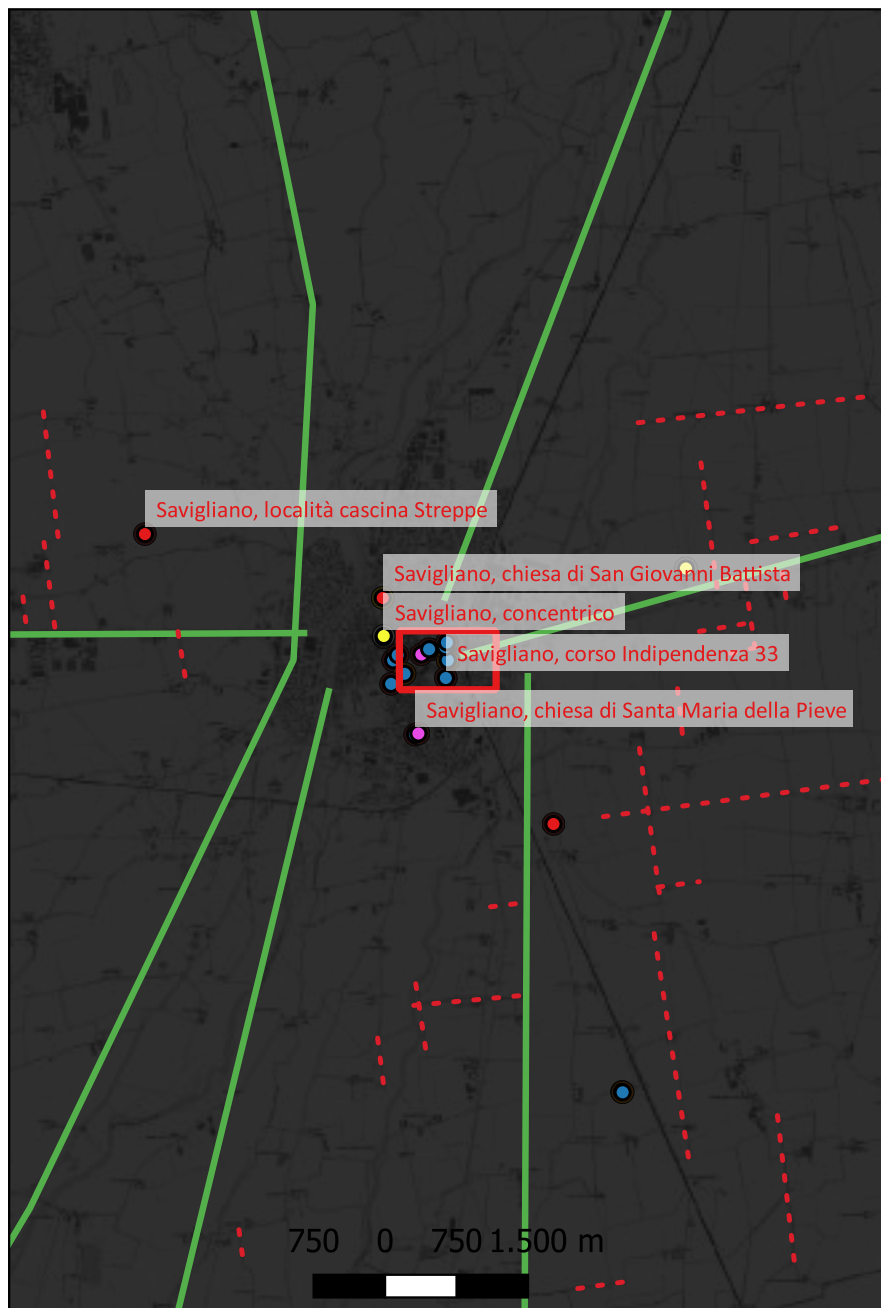 Savigliano, località cascina Streppe
Savigliano, chiesa di San Giovanni Battista
Savigliano, concentrico
Savigliano, corso Indipendenza 33
Savigliano, chiesa di Santa Maria della Pieve
750 0 750 1.500 m